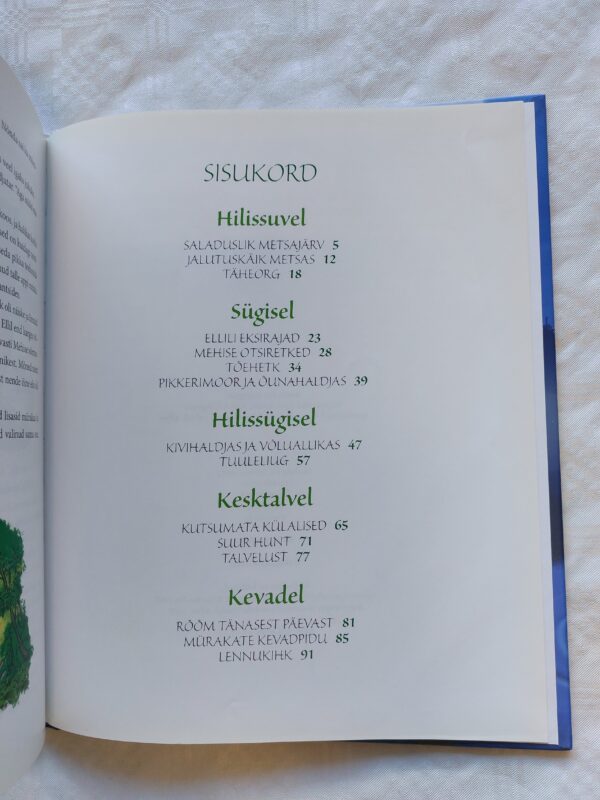 SISUKORD
Hilissuvel
SALADUSLIK METSAJÄRV 5
JALUTUSKÄIK METSAS 12
TÄHEORG 18
Sügisel
ELLILI EKSIRAJAD 23
MEHISE OTSIRETKED 28
TÕEHETK 34
PIKKERIMOOR JA ÕUNAHALDJAS 39
Hilissügisel
KIVIHALDJAS JA VÕLUALLIKAS 47
TUULELIUG 57
Kesktalvel
KUTSUMATA KÜLALISED 65
SUUR HUNT 71
TALVELUST 77
Kevadel
RÕÕM TÄNASEST PÄEVAST 81
MÜRAKATE KEVADPIDU 85
LENNUKIHK 91